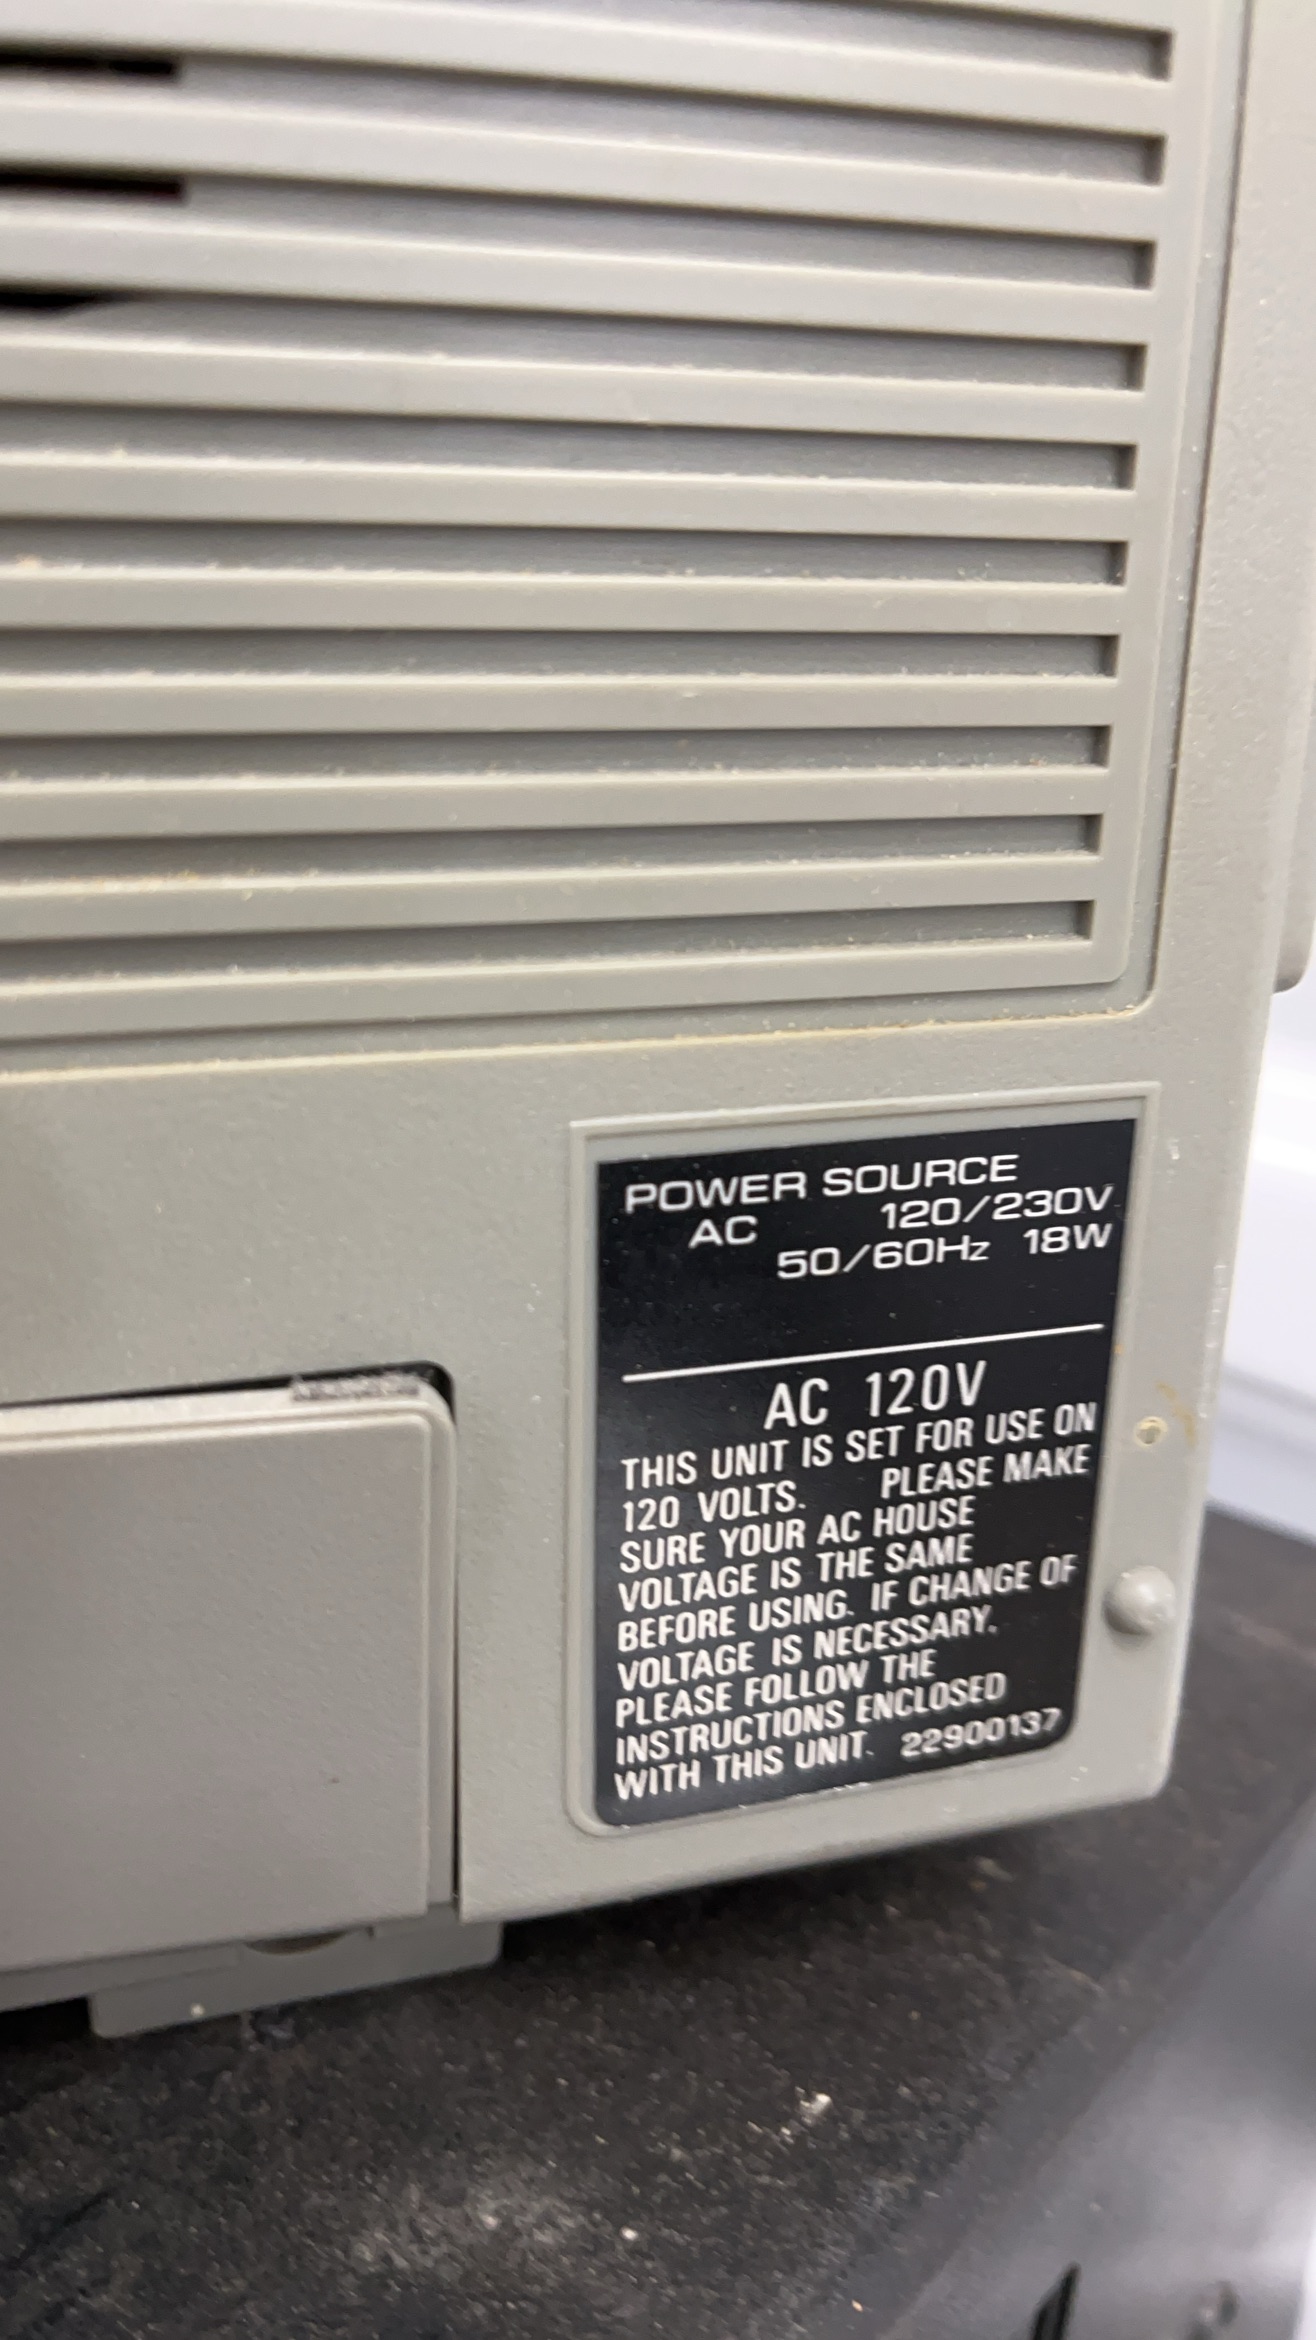 POWER SOURCE
AC 120/230V
50/60Hz 18W
AC 120V
THIS UNIT IS SET FOR USE ON
120 VOLTS. PLEASE MAKE
SURE YOUR AC HOUSE
VOLTAGE IS THE SAME
BEFORE USING. IF CHANGE OF
VOLTAGE IS NECESSARY.
PLEASE FOLLOW THE
INSTRUCTIONS ENCLOSED
WITH THIS UNIT. 22900137